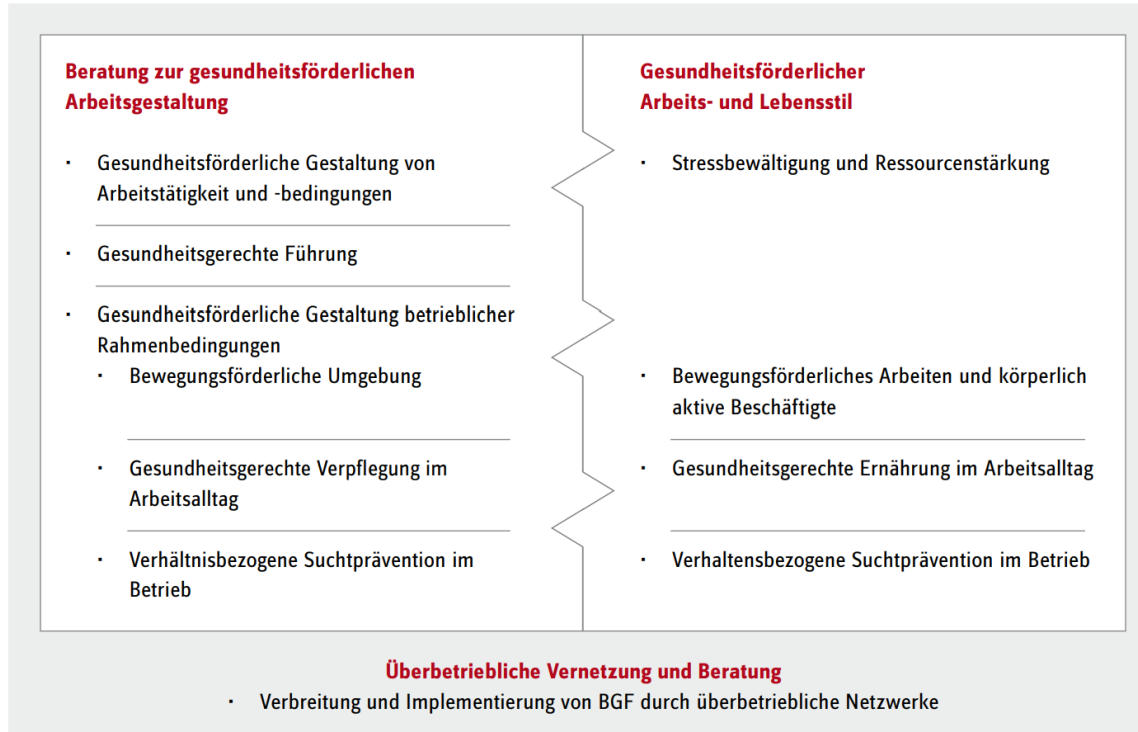 Beratung zur gesundheitsförderlichen
Arbeitsgestaltung
· Gesundheitsförderliche Gestaltung von
Arbeitstätigkeit und -bedingungen
· Gesundheitsgerechte Führung
· Gesundheitsförderliche Gestaltung betrieblicher
Rahmenbedingungen
· Bewegungsförderliche Umgebung
· Gesundheitsgerechte Verpflegung im
Arbeitsalltag
· Verhältnisbezogene Suchtprävention im
Betrieb
Gesundheitsförderlicher
Arbeits- und Lebensstil
· Stressbewältigung und Ressourcenstärkung
· Bewegungsförderliches Arbeiten und körperlich
aktive Beschäftigte
· Gesundheitsgerechte Ernährung im Arbeitsalltag
· Verhaltensbezogene Suchtprävention im Betrieb
Überbetriebliche Vernetzung und Beratung
· Verbreitung und Implementierung von BGF durch überbetriebliche Netzwerke